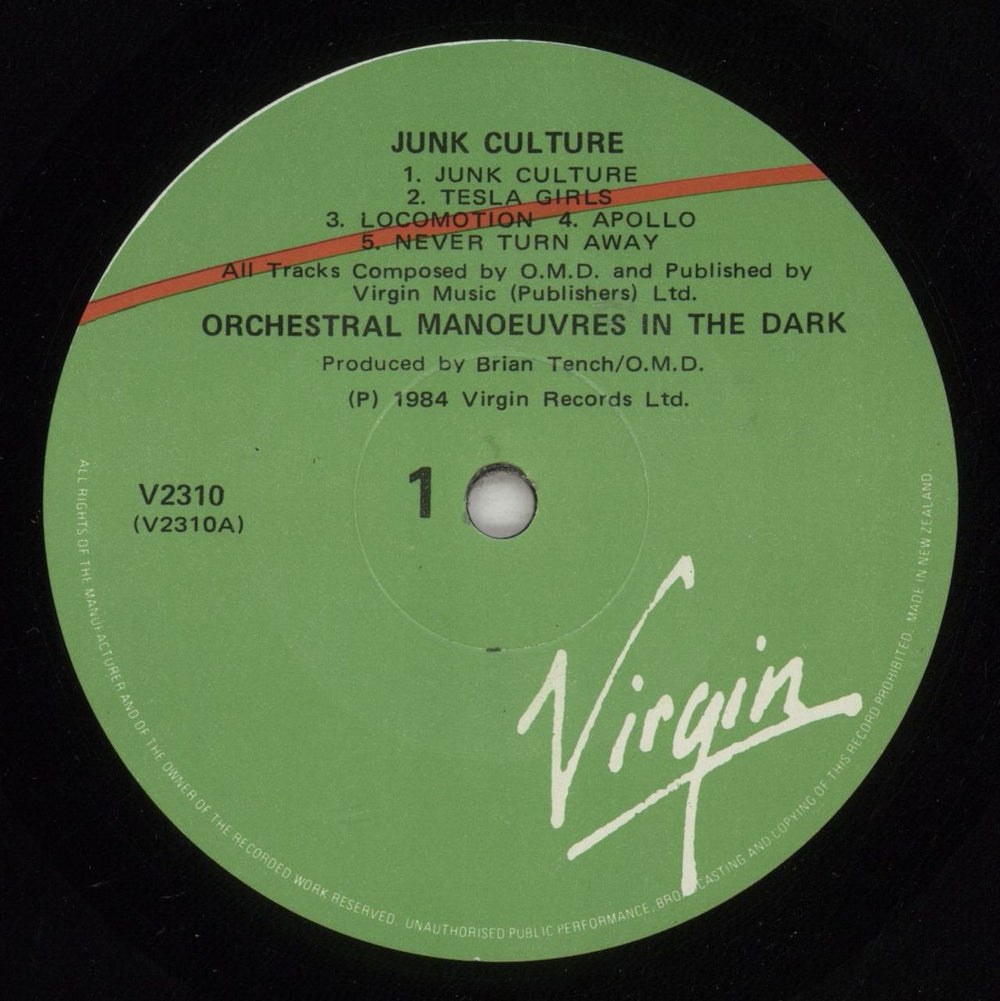 JUNK CULTURE
1. JUNK CULTURE
2. TESLA GIRLS
3. LOCOMOTION 4. APOLLO
5. NEVER TURN AWAY
All Tracks Composed by O.M.D. and Published by
Virgin Music (Publishers) Ltd.
ORCHESTRAL MANOEUVRES IN THE DARK
Produced by Brian Tench/O.M.D.
(P) 1984 Virgin Records Ltd.
V2310
(V2310A)
1
Virgin
ALL RIGHTS OF THE MANUFACTURER AND OF THE OWNER OF THE RECORDED WORK RESERVED. UNAUTHORISED PUBLIC PERFORMANCE, BROADCASTING AND COPYING OF THIS RECORD PROHIBITED. MADE IN NEW ZEALAND.